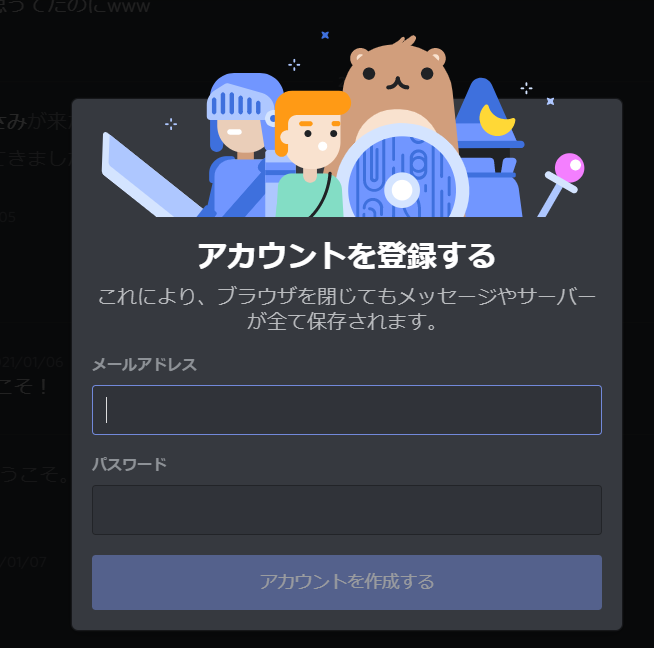 思ってたのにwww
さみが来
てきまし
05
アカウントを登録する
これにより、ブラウザを閉じてもメッセージやサーバー
が全て保存されます。
21/01/06
メールアドレス
こそ！
パスワード
うこそ。
/01/07
アカウントを作成する